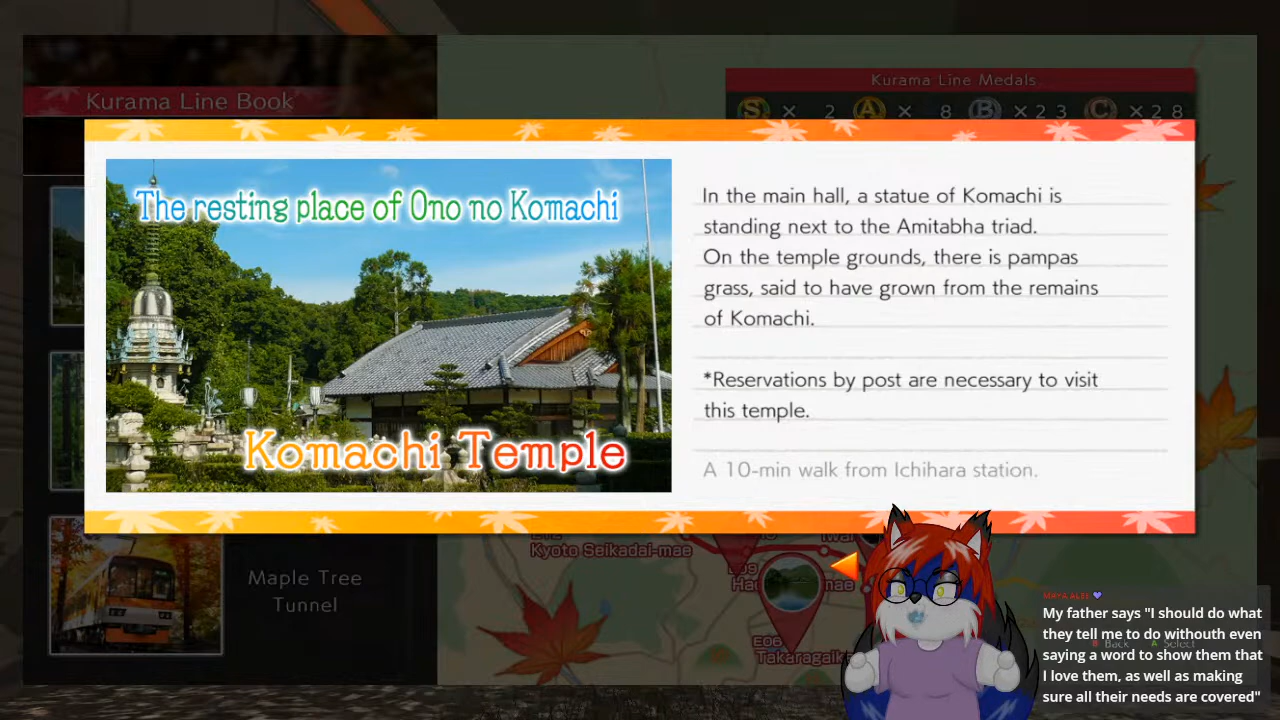 Kurama Line Book
Kurama Line Medals
S × 2 A × 8 B ×23 C ×28
The resting place of Ono no Komachi
Komachi Temple
In the main hall, a statue of Komachi is
standing next to the Amitabha triad.
On the temple grounds, there is pampas
grass, said to have grown from the remains
of Komachi.
*Reservations by post are necessary to visit
this temple.
A 10-min walk from Ichihara station.
Kyoto Seikadai-mae
E06
Maple Tree
Tunnel
My father says "I should do what
they tell me to do withouth even
saying a word to show them that
I love them, as well as making
sure all their needs are covered"
Back
Select